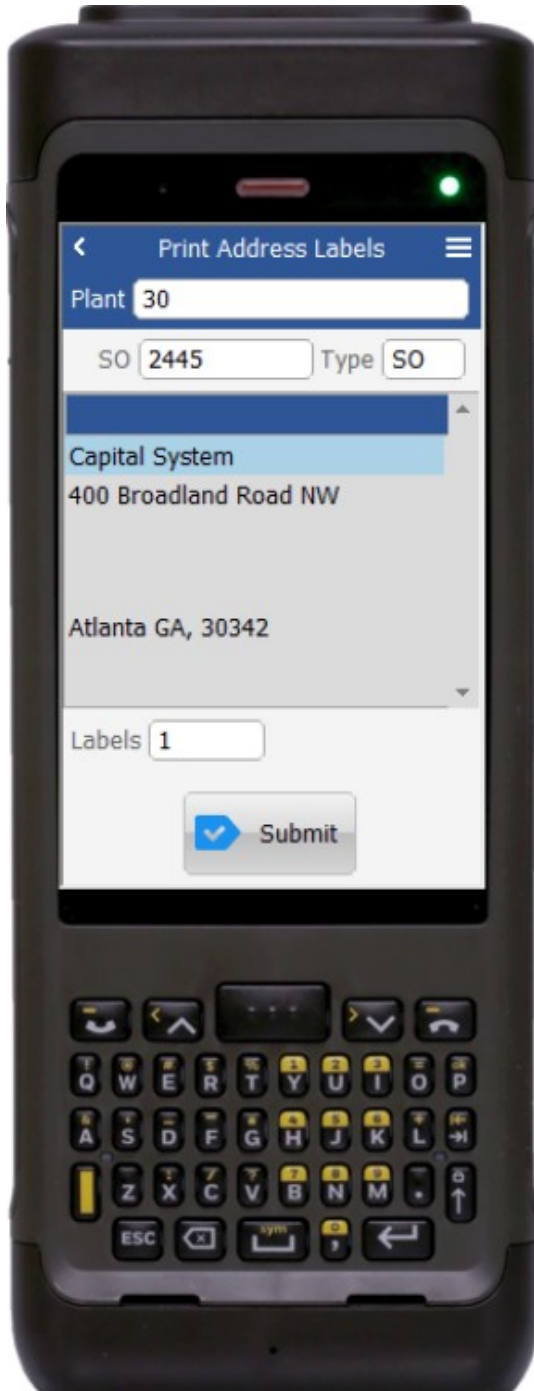 Print Address Labels
Plant 30
SO 2445 Type SO
Capital System
400 Broadland Road NW
Atlanta GA, 30342
Labels 1
Submit
Q W E R T Y U I O P
A S D F G H J K L
Z X C V B N M .
ESC sym ,